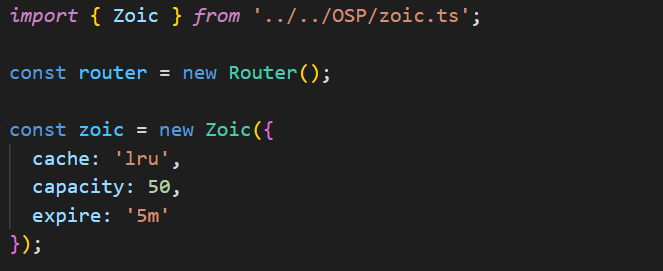 import { Zoic } from '../../OSP/zoic.ts';
const router = new Router();
const zoic = new Zoic({
  cache: 'lru',
  capacity: 50,
  expire: '5m'
});